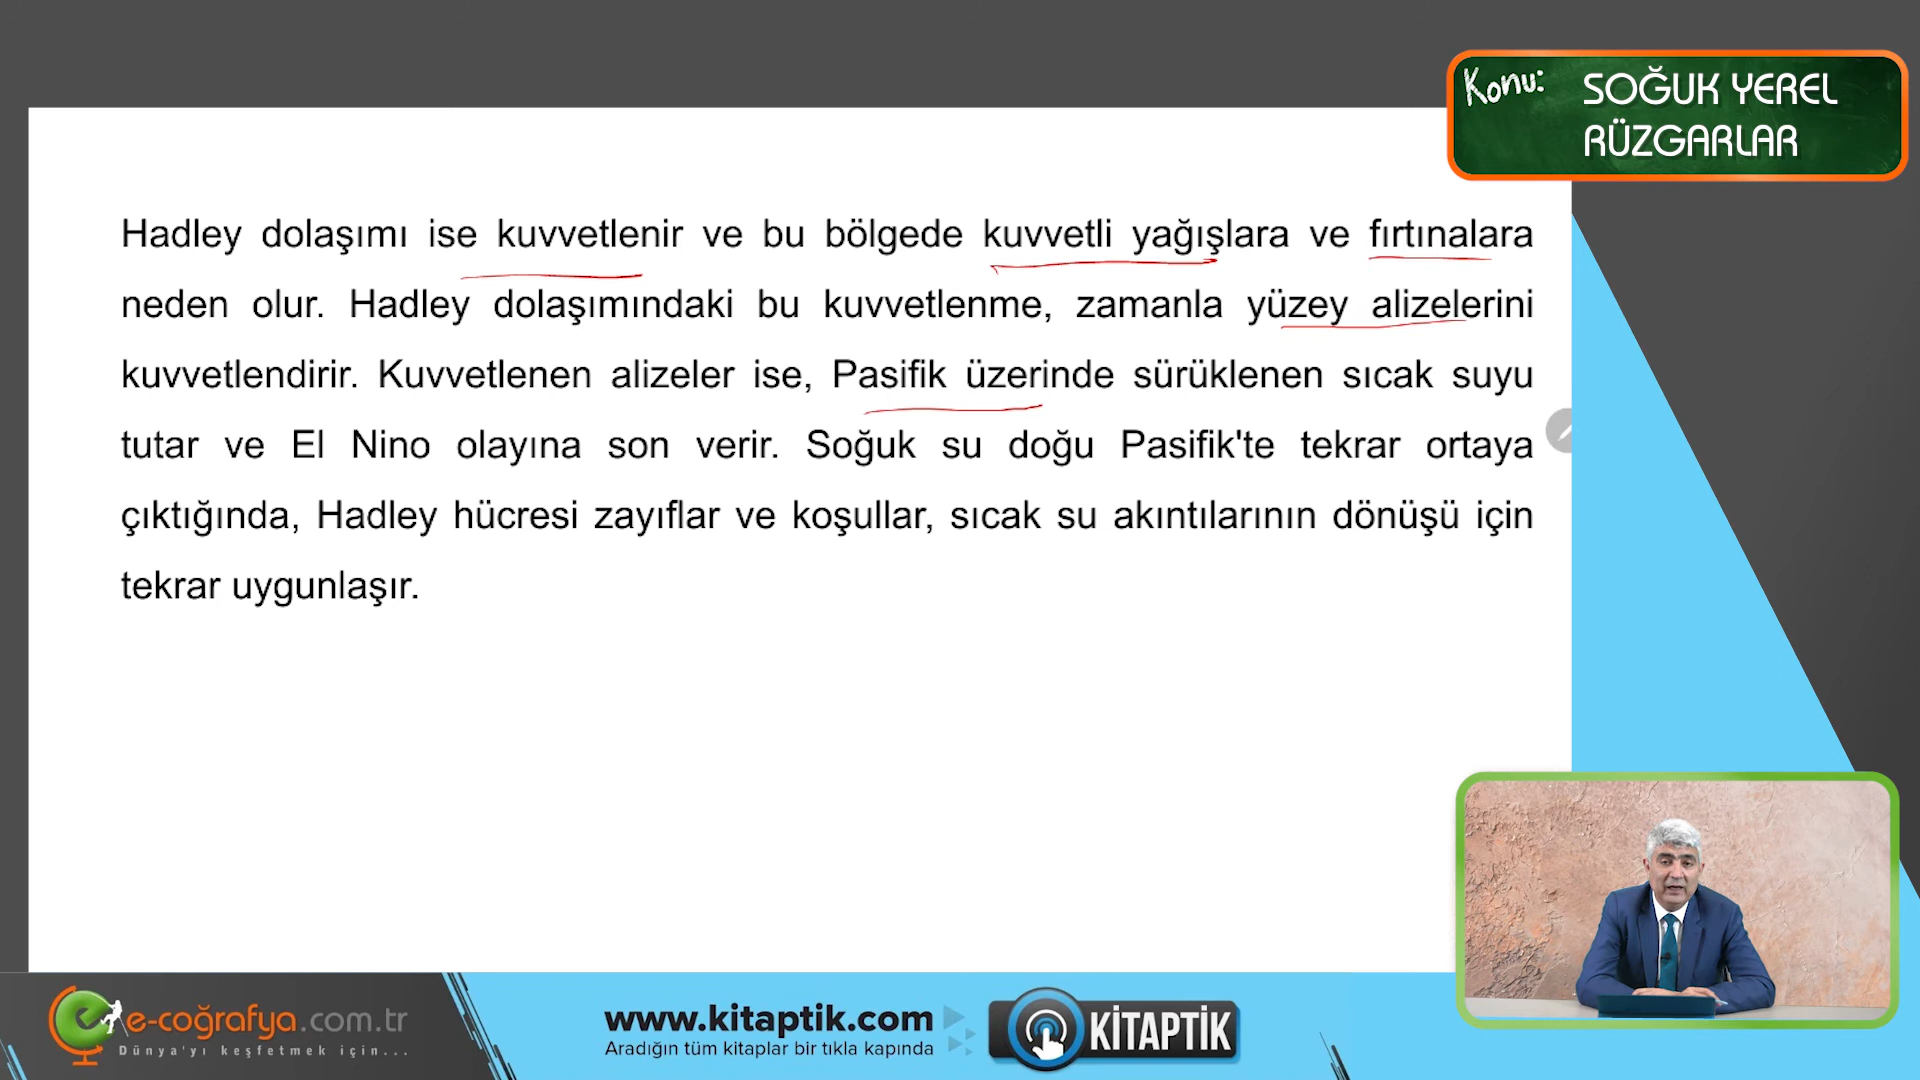 Konu: SOĞUK YEREL
RÜZGARLAR
Hadley dolaşımı ise kuvvetlenir ve bu bölgede kuvvetli yağışlara ve fırtınalara
neden olur. Hadley dolaşımındaki bu kuvvetlenme, zamanla yüzey alizelerini
kuvvetlendirir. Kuvvetlenen alizeler ise, Pasifik üzerinde sürüklenen sıcak suyu
tutar ve El Nino olayına son verir. Soğuk su doğu Pasifik'te tekrar ortaya
çıktığında, Hadley hücresi zayıflar ve koşullar, sıcak su akıntılarının dönüşü için
tekrar uygunlaşır.
e-coğrafya.com.tr
Dünya'yı keşfetmek için...
www.kitaptik.com
Aradığın tüm kitaplar bir tıkla kapında
KİTAPTIK